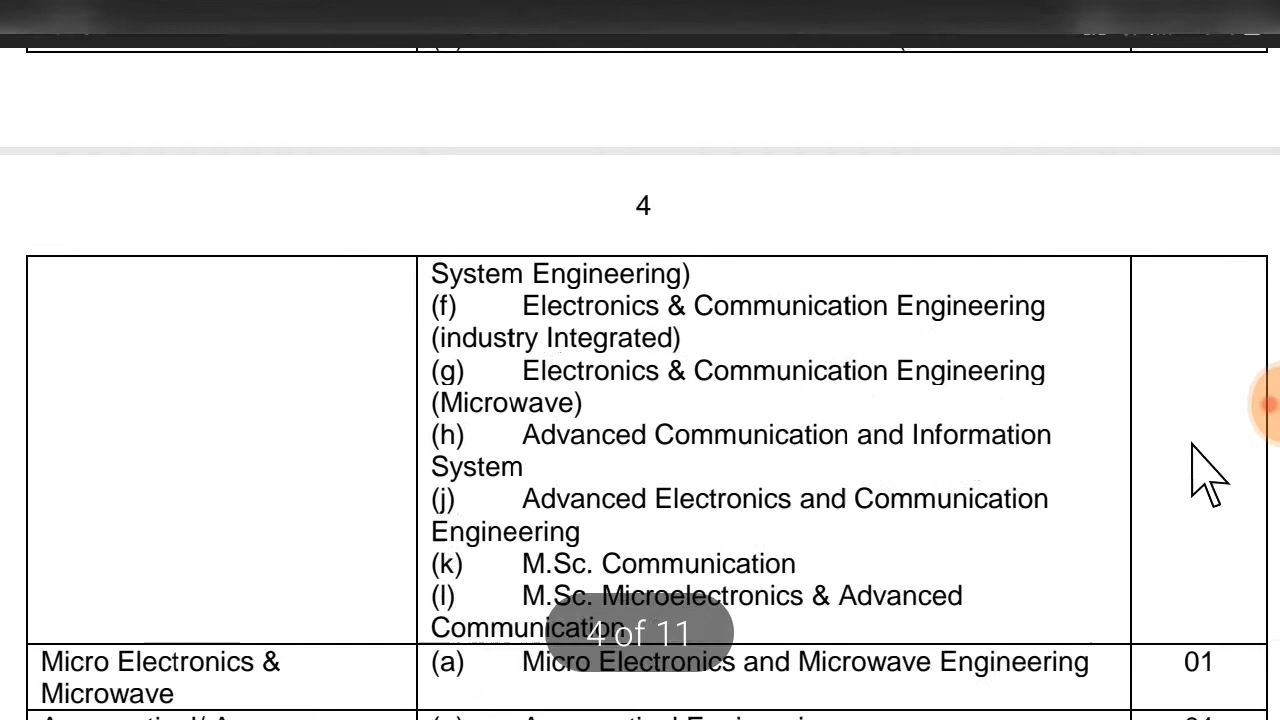 4
System Engineering)
(f) Electronics & Communication Engineering
(industry Integrated)
(g) Electronics & Communication Engineering
(Microwave)
(h) Advanced Communication and Information
System
(j) Advanced Electronics and Communication
Engineering
(k) M.Sc. Communication
(l) M.Sc. Microelectronics & Advanced
Communication
4 of 11
Micro Electronics & (a) Micro Electronics and Microwave Engineering 01
Microwave